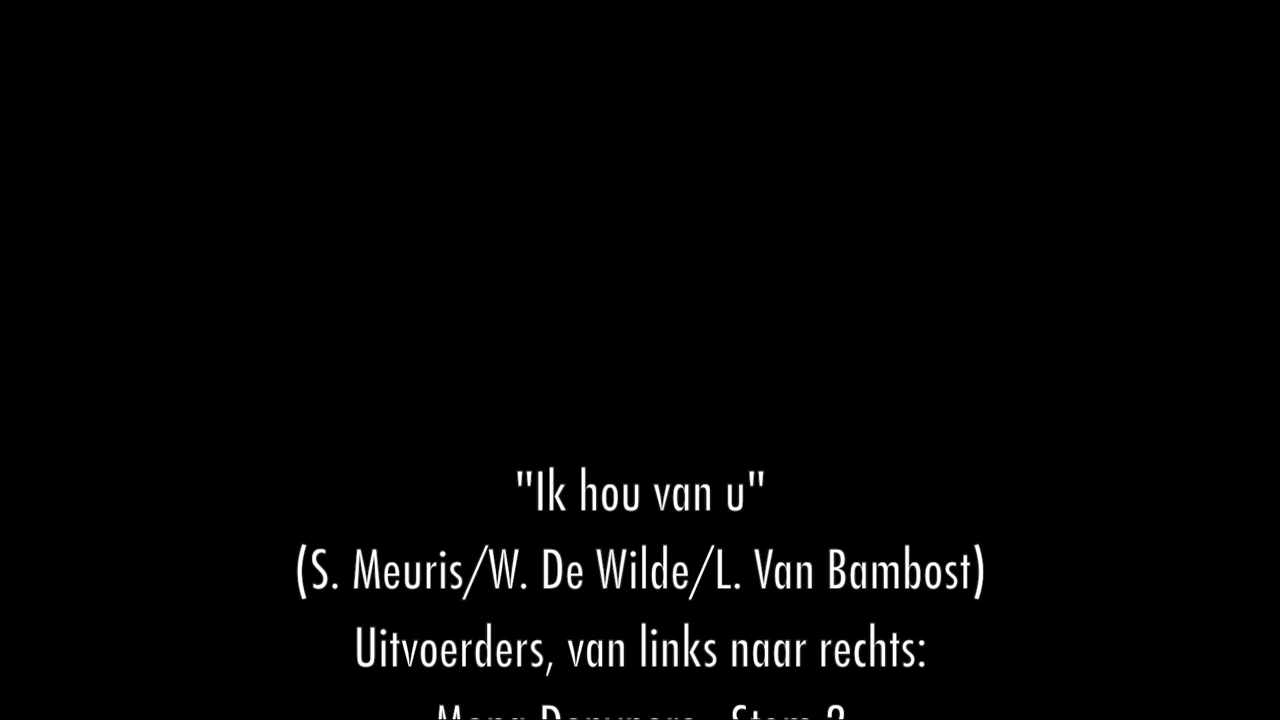 "Ik hou van u"
(S. Meuris/W. De Wilde/L. Van Bambost)
Uitvoerders, van links naar rechts: